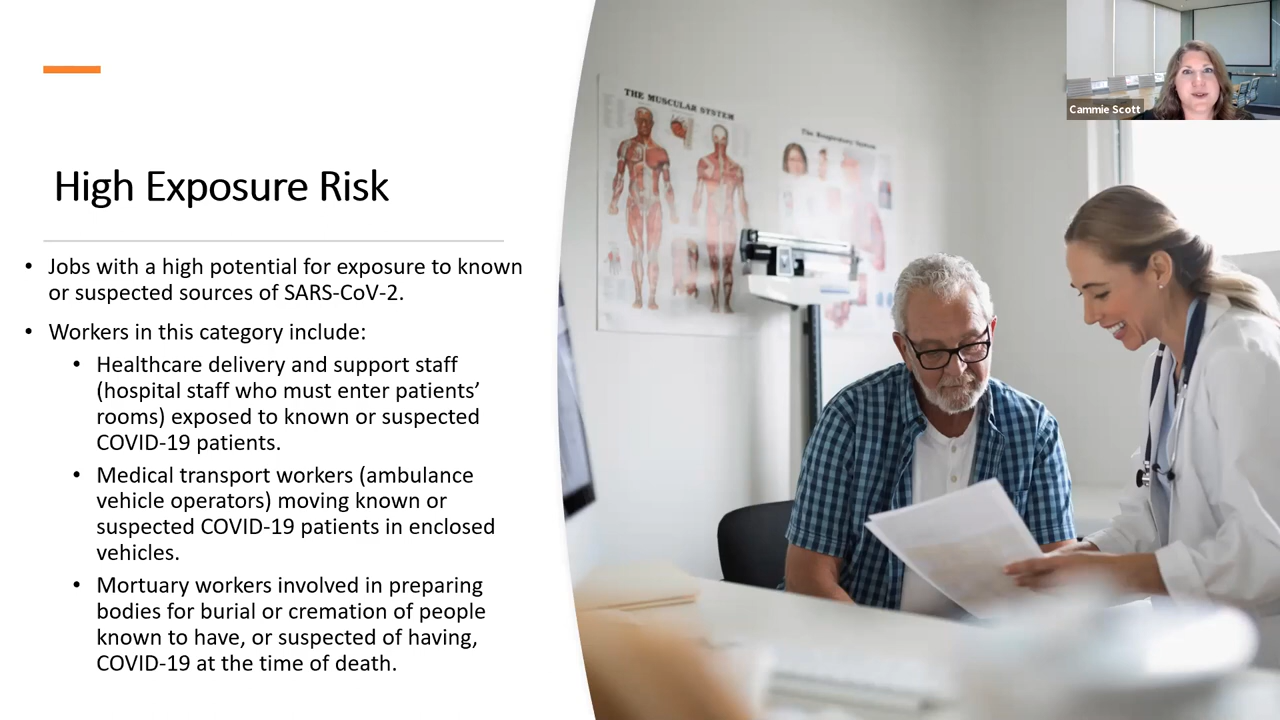 High Exposure Risk
• Jobs with a high potential for exposure to known
or suspected sources of SARS-CoV-2.
• Workers in this category include:
• Healthcare delivery and support staff
(hospital staff who must enter patients’
rooms) exposed to known or suspected
COVID-19 patients.
• Medical transport workers (ambulance
vehicle operators) moving known or
suspected COVID-19 patients in enclosed
vehicles.
• Mortuary workers involved in preparing
bodies for burial or cremation of people
known to have, or suspected of having,
COVID-19 at the time of death.
THE MUSCULAR SYSTEM
The Respiratory System
Cammie Scott